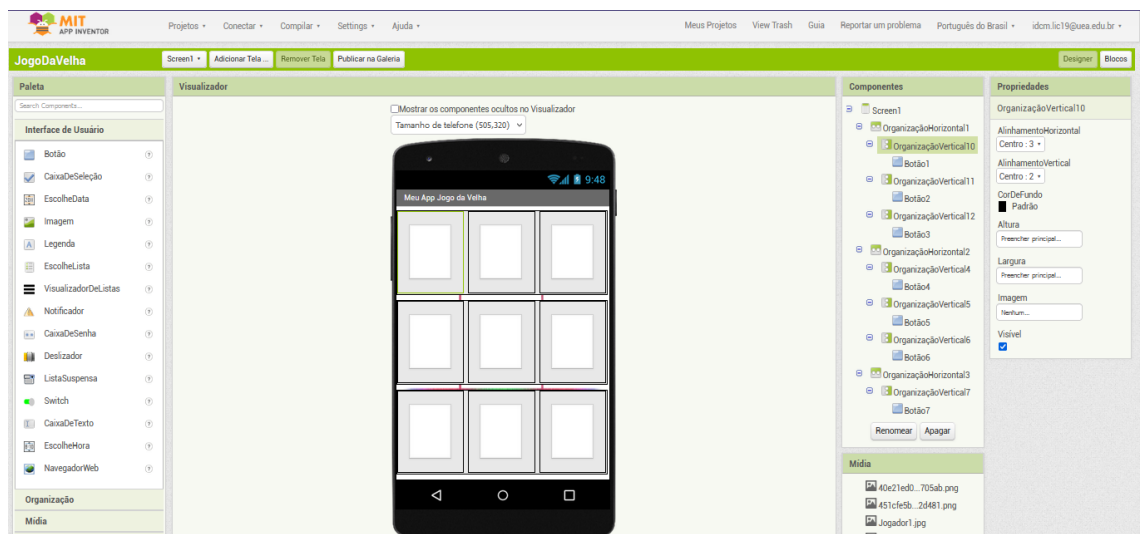 MIT
APP INVENTOR
Projetos Conectar Compilar Settings Ajuda
Meus Projetos View Trash Guia Reportar um problema Português do Brasil idcm.lic19@uea.edu.br
JogoDaVelha
Screen1 Adicionar Tela ... Remover Tela Publicar na Galeria
Designer Blocos
Paleta
Search Components...
Interface de Usuário
Botão
CaixaDeSeleção
EscolheData
Imagem
Legenda
EscolheLista
VisualizadorDeListas
Notificador
CaixaDeSenha
Deslizador
ListaSuspensa
Switch
CaixaDeTexto
EscolheHora
NavegadorWeb
Organização
Mídia
Visualizador
Mostrar os componentes ocultos no Visualizador
Tamanho de telefone (505,320)
9:48
Meu App Jogo da Velha
Componentes
Screen1
OrganizaçãoHorizontal1
OrganizaçãoVertical10
Botão1
OrganizaçãoVertical11
Botão2
OrganizaçãoVertical12
Botão3
OrganizaçãoHorizontal2
OrganizaçãoVertical4
Botão4
OrganizaçãoVertical5
Botão5
OrganizaçãoVertical6
Botão6
OrganizaçãoHorizontal3
OrganizaçãoVertical7
Botão7
Renomear Apagar
Mídia
40e21ed0...705ab.png
451cfe5b...2d481.png
Jogador1.jpg
Propriedades
OrganizaçãoVertical10
AlinhamentoHorizontal
Centro : 3
AlinhamentoVertical
Centro : 2
CorDeFundo
Padrão
Altura
Preencher principal...
Largura
Preencher principal...
Imagem
Nenhum...
Visível